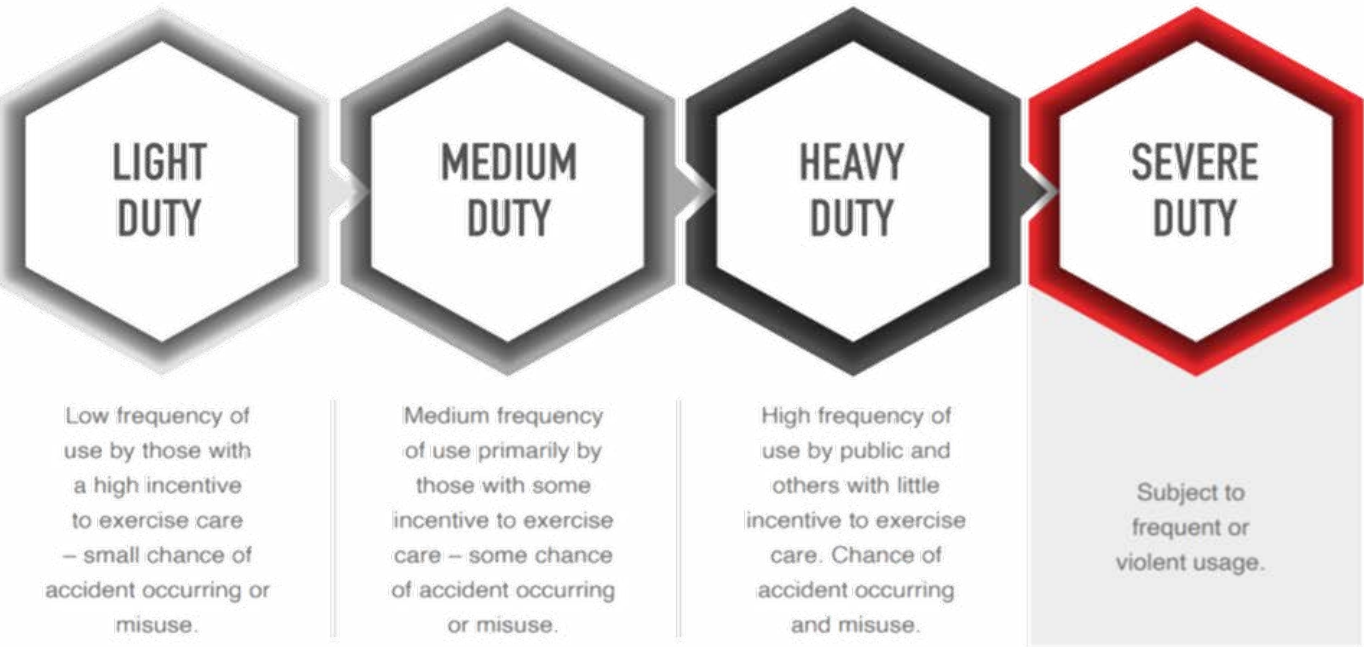 LIGHT
DUTY
Low frequency of
use by those with
a high incentive
to exercise care
– small chance of
accident occurring or
misuse.
MEDIUM
DUTY
Medium frequency
of use primarily by
those with some
incentive to exercise
care – some chance
of accident occurring
or misuse.
HEAVY
DUTY
High frequency of
use by public and
others with little
incentive to exercise
care. Chance of
accident occurring
and misuse.
SEVERE
DUTY
Subject to
frequent or
violent usage.